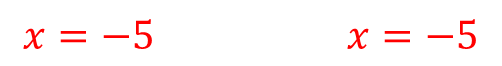 x = −5 x = −5